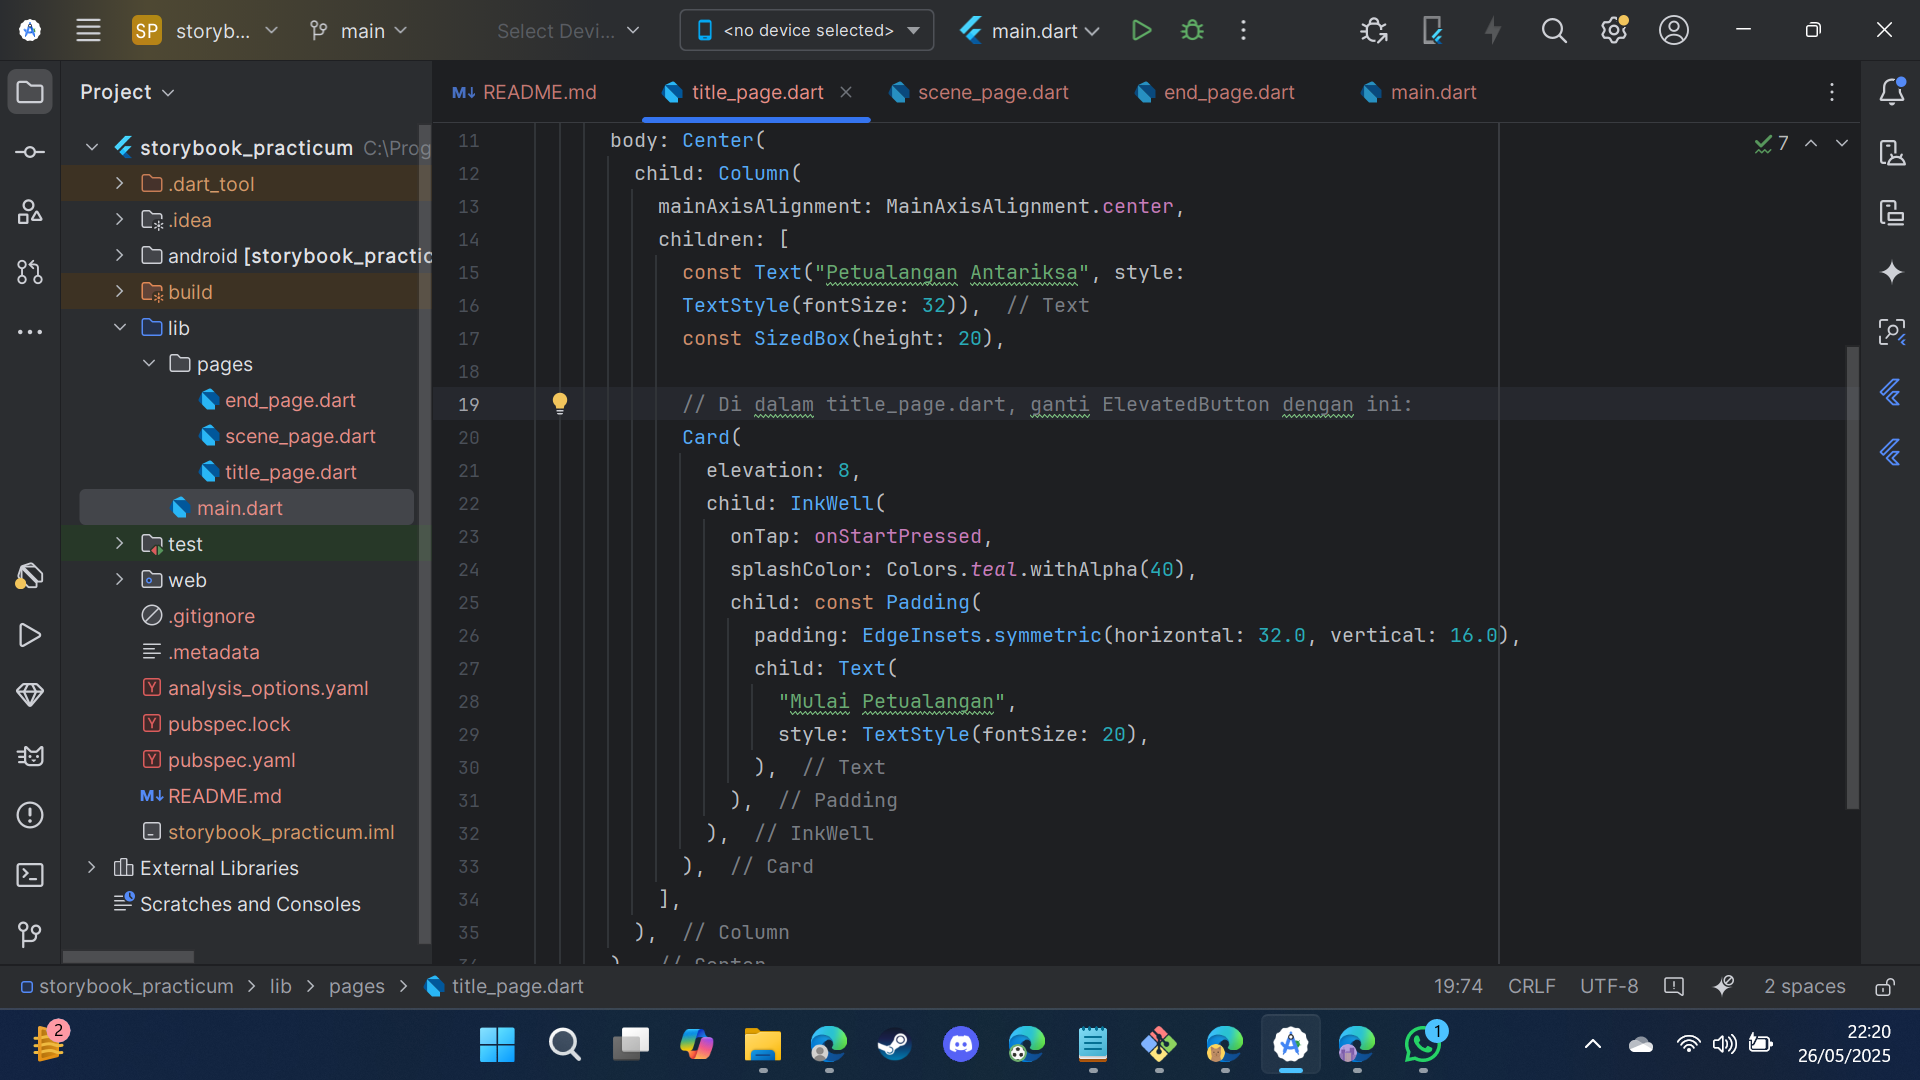 SP
storyb...
main
Select Devi...
<no device selected>
main.dart
Project
README.md
title_page.dart
scene_page.dart
end_page.dart
main.dart
storybook_practicum C:\Prog
.dart_tool
.idea
android [storybook_practic
build
lib
pages
end_page.dart
scene_page.dart
title_page.dart
main.dart
test
web
.gitignore
.metadata
analysis_options.yaml
pubspec.lock
pubspec.yaml
README.md
storybook_practicum.iml
External Libraries
Scratches and Consoles
7
11 body: Center(
12 child: Column(
13 mainAxisAlignment: MainAxisAlignment.center,
14 children: [
15 const Text("Petualangan Antariksa", style:
16 TextStyle(fontSize: 32)), // Text
17 const SizedBox(height: 20),
18
19 // Di dalam title_page.dart, ganti ElevatedButton dengan ini:
20 Card(
21 elevation: 8,
22 child: InkWell(
23 onTap: onStartPressed,
24 splashColor: Colors.teal.withAlpha(40),
25 child: const Padding(
26 padding: EdgeInsets.symmetric(horizontal: 32.0, vertical: 16.0),
27 child: Text(
28 "Mulai Petualangan",
29 style: TextStyle(fontSize: 20),
30 ), // Text
31 ), // Padding
32 ), // InkWell
33 ), // Card
34 ],
35 ), // Column
storybook_practicum > lib > pages > title_page.dart
19:74 CRLF UTF-8 2 spaces
2
1
22:20
26/05/2025